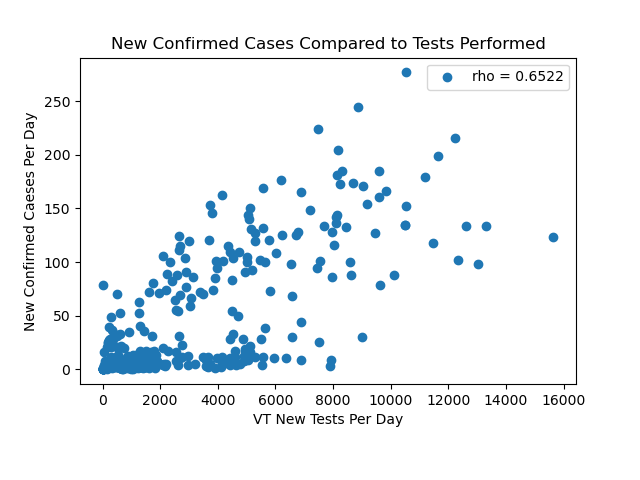 New Confirmed Cases Compared to Tests Performed
rho = 0.6522
New Confirmed Caeses Per Day
250
200
150
100
50
0
0 2000 4000 6000 8000 10000 12000 14000 16000
VT New Tests Per Day